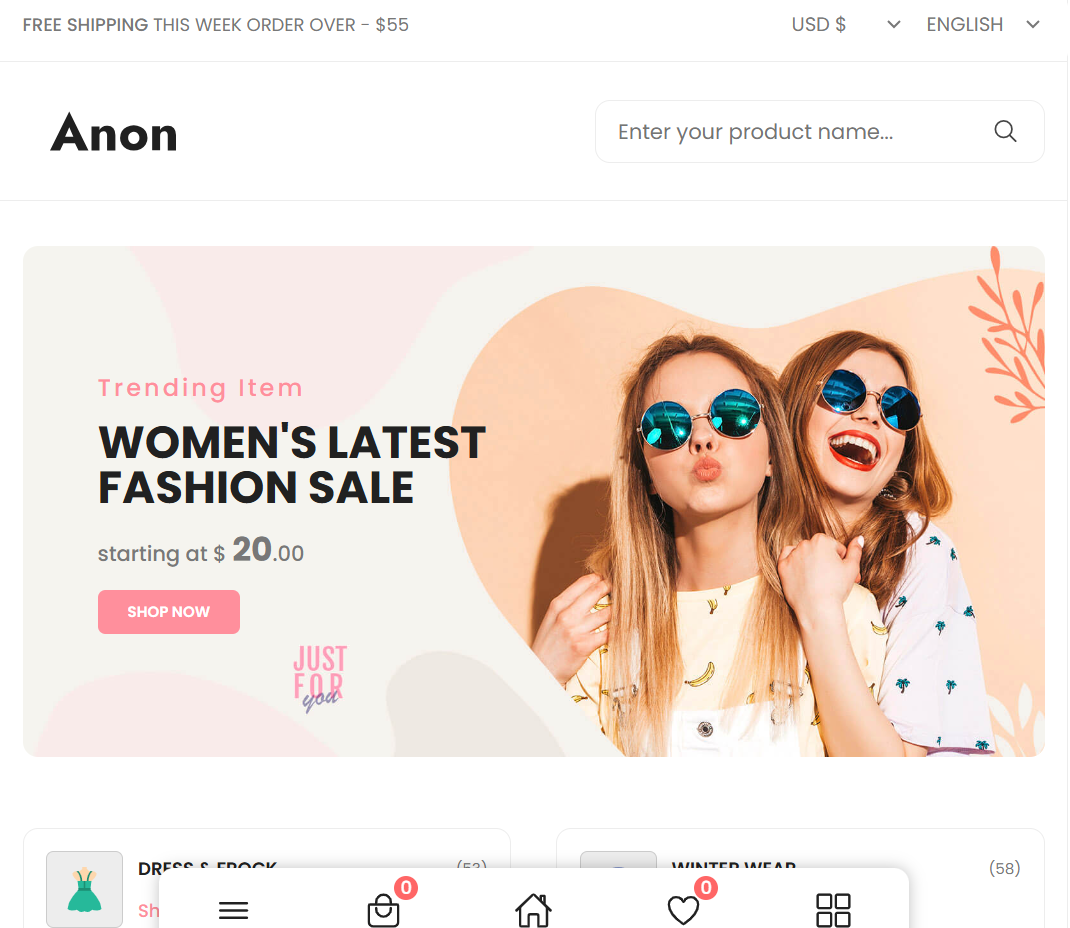 FREE SHIPPING THIS WEEK ORDER OVER - $55
USD $
ENGLISH
Anon
Enter your product name...
Trending Item
WOMEN'S LATEST
FASHION SALE
starting at $ 20.00
SHOP NOW
JUST
FOR
you
DRESS & FROCK
(53)
WINTER WEAR
(58)
Sh
0
0